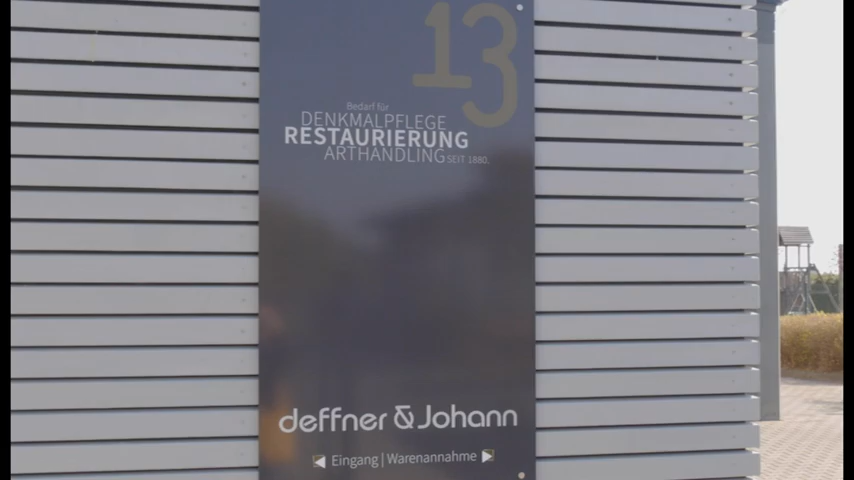 13
Bedarf für
DENKMALPFLEGE
RESTAURIERUNG
ARTHANDLING SEIT 1880.
deffner & Johann
Eingang | Warenannahme